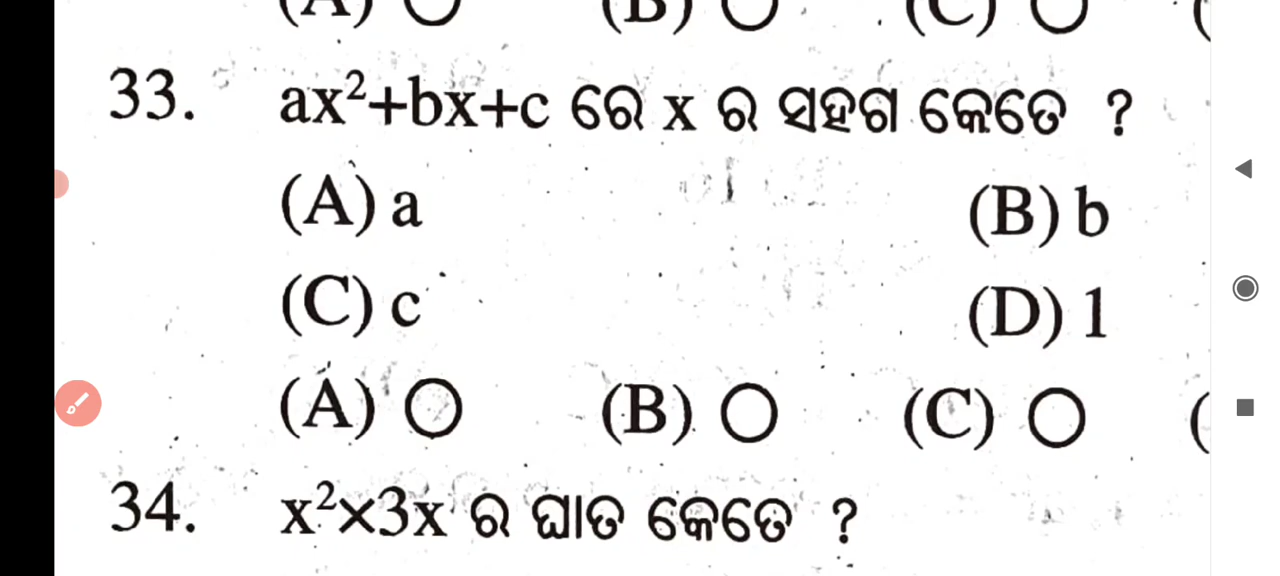 (A) ○ (B) ○ (C) ○ (
33. ax²+bx+c ରେ x ର ସହଗ କେତେ ?
(A) a (B) b
(C) c (D) 1
(A) ○ (B) ○ (C) ○ (
34. x²×3x ର ଘାତ କେତେ ?